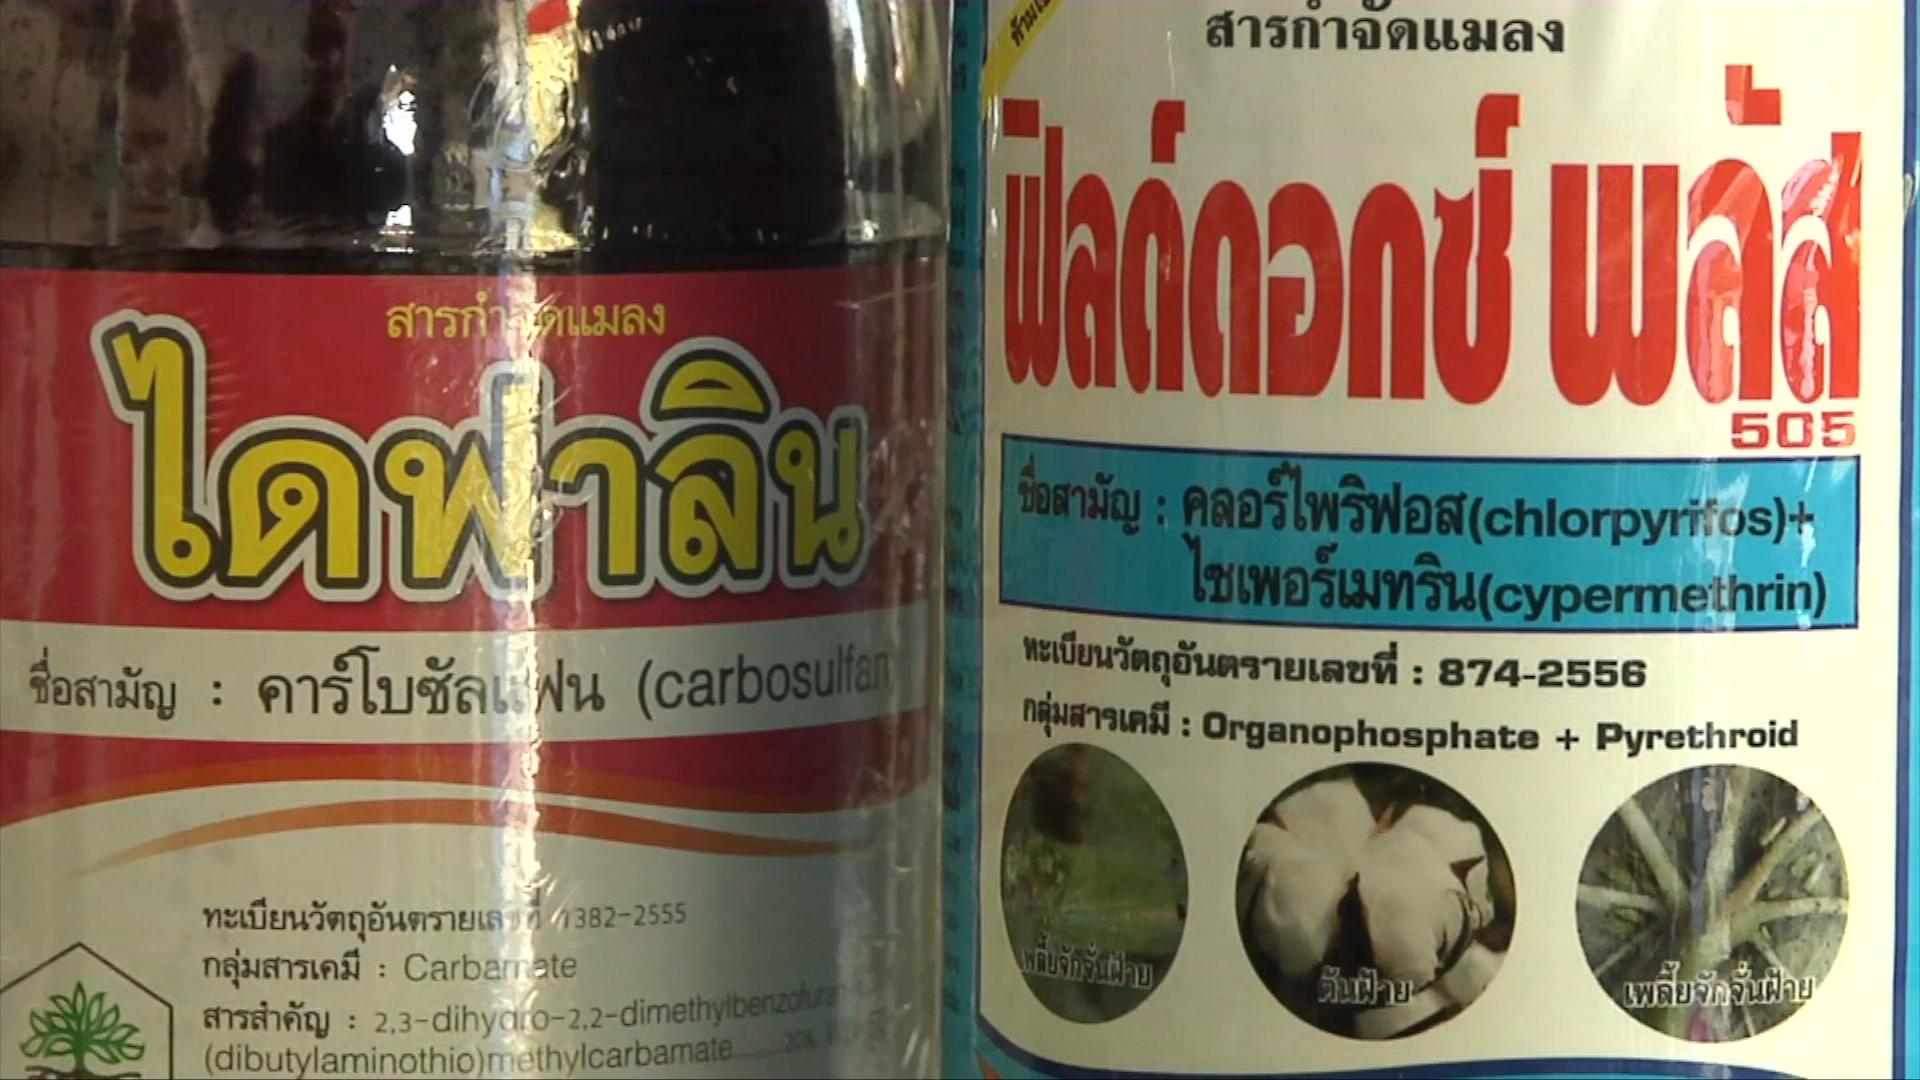 สารกำจัดแมลง
ไดฟาลิน
ชื่อสามัญ : คาร์โบซัลแฟน (carbosulfan
ทะเบียนวัตถุอันตรายเลขที่ 1382-2555
กลุ่มสารเคมี : Carbamate
สารสำคัญ : 2,3-dihydro-2,2-dimethylbenzofuran
(dibutylaminothio)methylcarbamate.........20%
สารกำจัดแมลง
ฟิลด์ดอกซ์ พลัส
505
ชื่อสามัญ : คลอร์ไพริฟอส(chlorpyrifos)+
ไซเพอร์เมทริน(cypermethrin)
ทะเบียนวัตถุอันตรายเลขที่ : 874-2556
กลุ่มสารเคมี : Organophosphate + Pyrethroid
เพลี้ยจักจั่นฝ้าย
ต้นฝ้าย
เพลี้ยจักจั่นฝ้าย